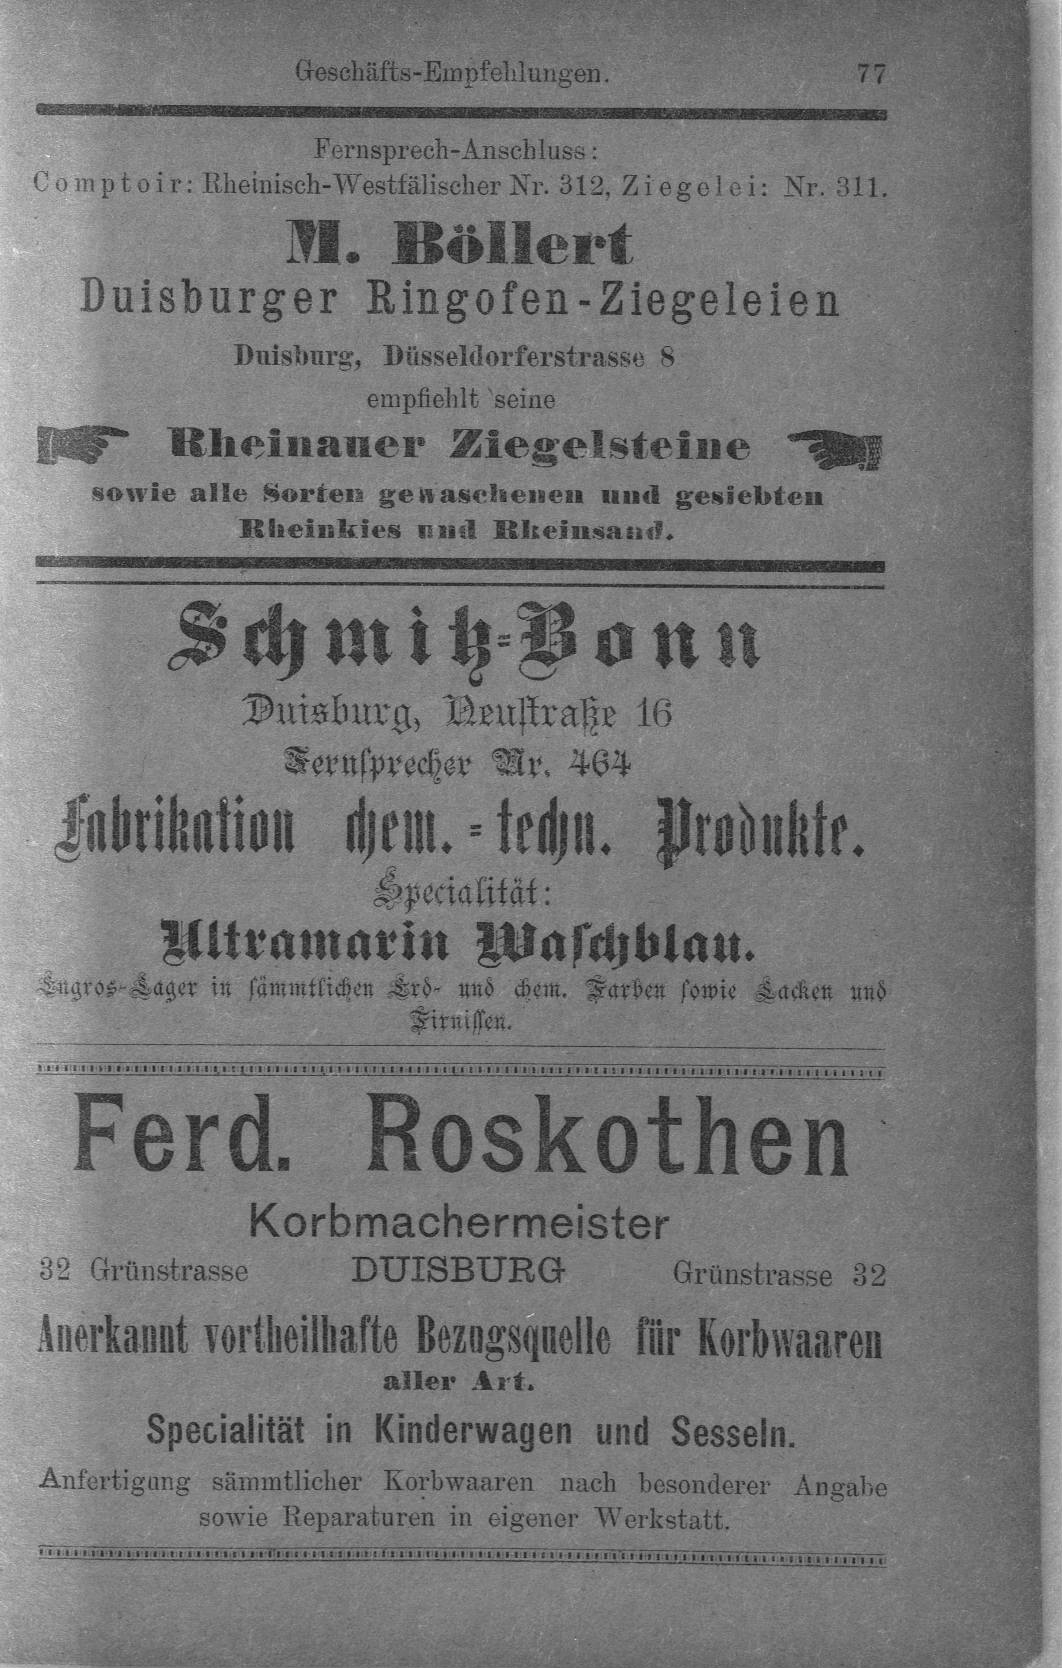 Geschäfts-Empfehlungen. 77
Fernsprech-Anschluss:
Comptoir: Rheinisch-Westfälischer Nr. 312, Ziegelei: Nr. 311.
M. Böllert
Duisburger Ringofen-Ziegeleien
Duisburg, Düsseldorferstrasse 8
empfiehlt seine
Rheinauer Ziegelsteine
sowie alle Sorten gewaschenen und gesiebten
Rheinkies und Rheinsand.
Schmitz-Bonn
Duisburg, Neustraße 16
Fernsprecher Nr. 464
Fabrikation chem.-techn. Produkte.
Specialität:
Ultramarin Waschblau.
Engros-Lager in sämmtlichen Erd- und chem. Farben sowie Lacken und
Firnissen.
Ferd. Roskothen
Korbmachermeister
32 Grünstrasse DUISBURG Grünstrasse 32
Anerkannt vortheilhafte Bezugsquelle für Korbwaaren
aller Art.
Specialität in Kinderwagen und Sesseln.
Anfertigung sämmtlicher Korbwaaren nach besonderer Angabe
sowie Reparaturen in eigener Werkstatt.